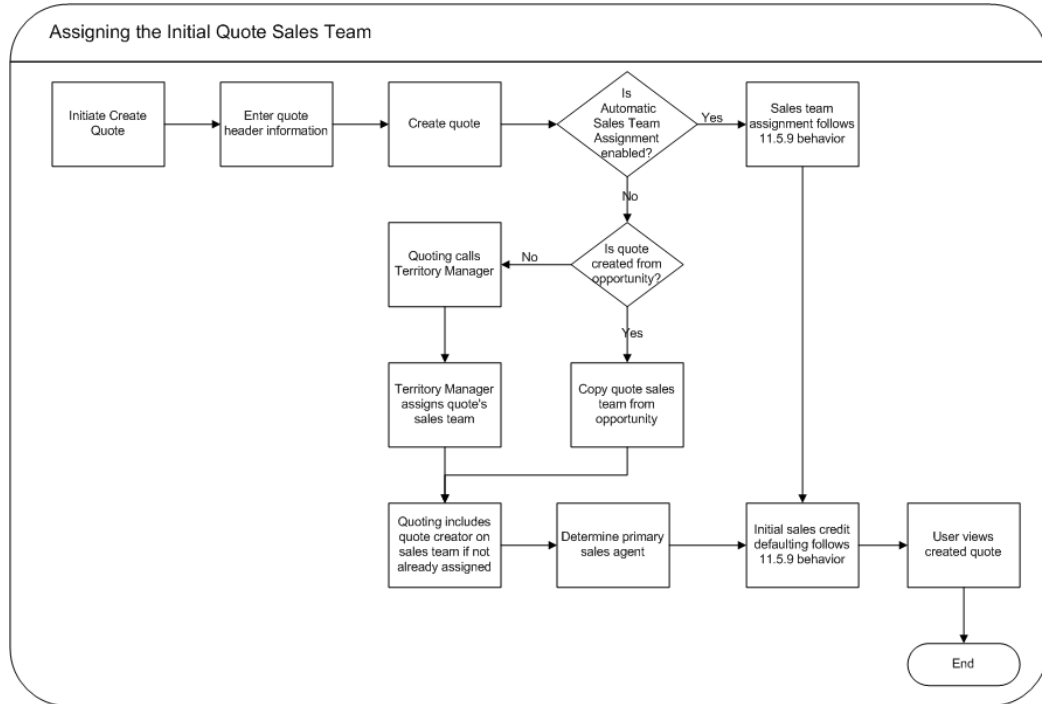 Assigning the Initial Quote Sales Team
Initiate Create
Quote
Enter quote
header information
Create quote
Is
Automatic
Sales Team
Assignment
enabled?
Yes
Sales team
assignment follows
11.5.9 behavior
No
Quoting calls
Territory Manager
No
Is quote
created from
opportunity?
Yes
Territory Manager
assigns quote's
sales team
Copy quote sales
team from
opportunity
Quoting includes
quote creator on
sales team if not
already assigned
Determine primary
sales agent
Initial sales credit
defaulting follows
11.5.9 behavior
User views
created quote
End